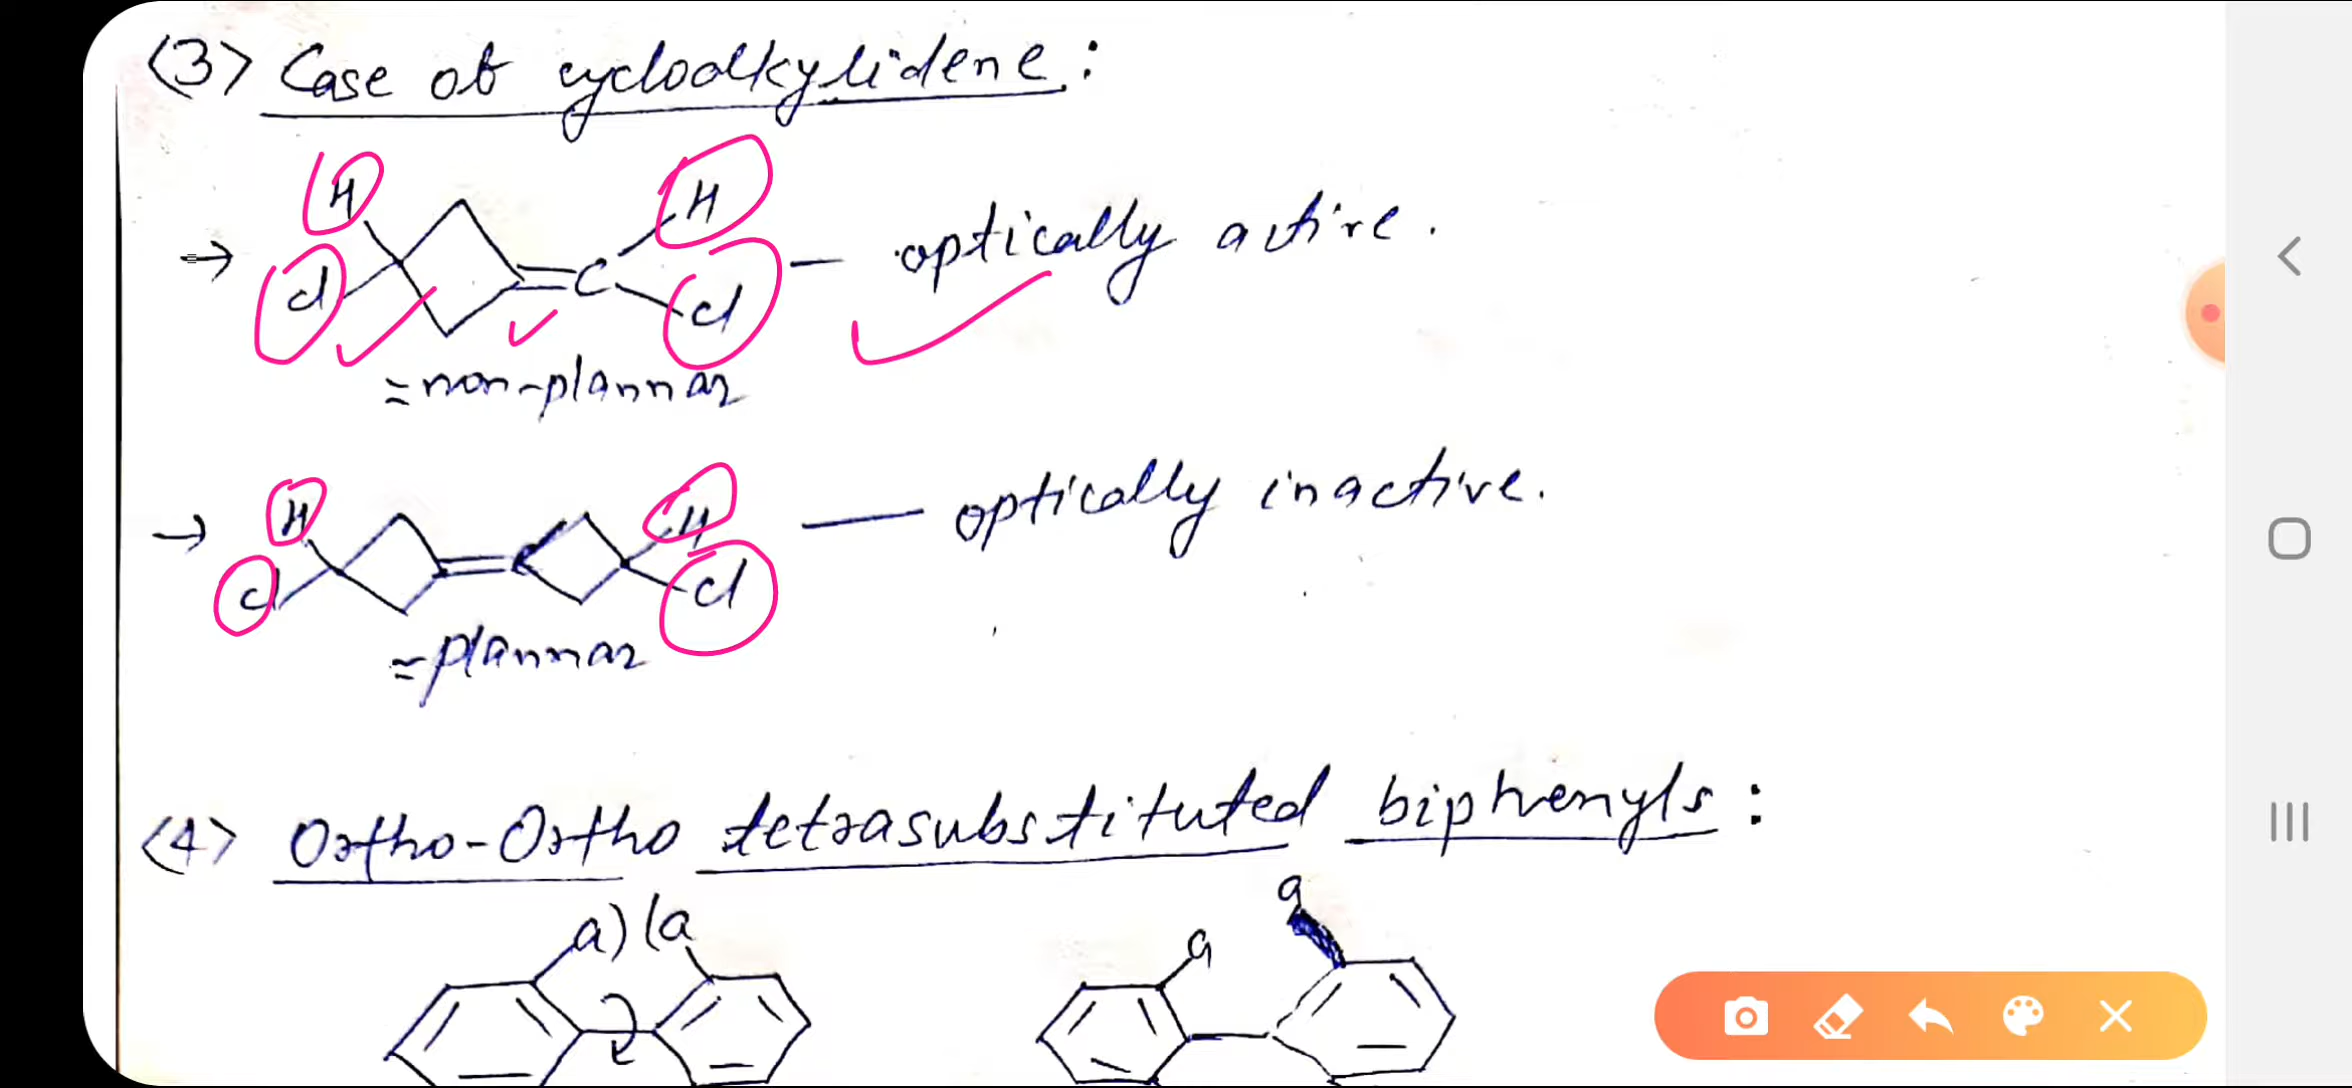 (3) Case of cycloalkylidene:
H H
→ Cl =C Cl — optically active.
=non-plannar
H H
→ Cl Cl — optically inactive.
=plannar
(4) Ortho-Ortho tetrasubstituted biphenyls:
a) (a a a